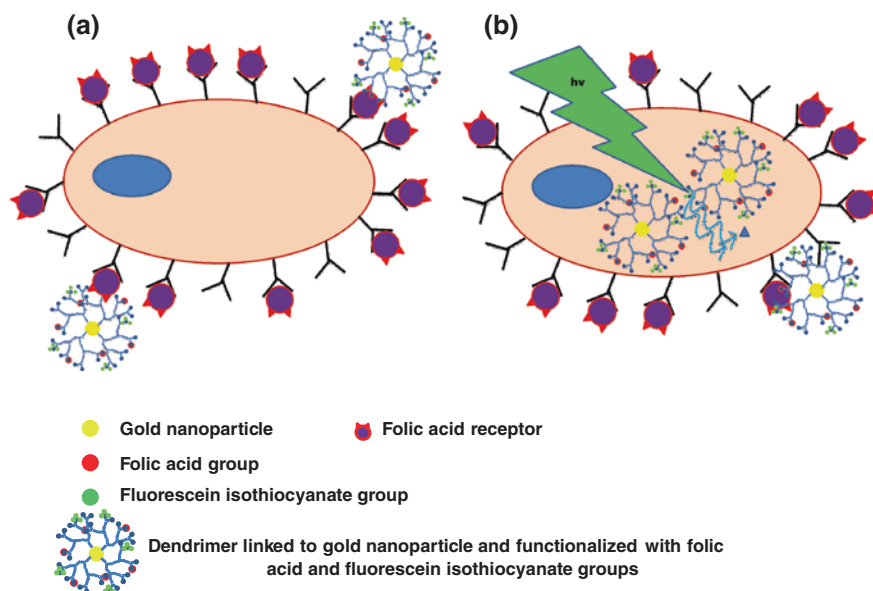 (a)
(b)
hv
Gold nanoparticle
Folic acid receptor
Folic acid group
Fluorescein isothiocyanate group
Dendrimer linked to gold nanoparticle and functionalized with folic
acid and fluorescein isothiocyanate groups